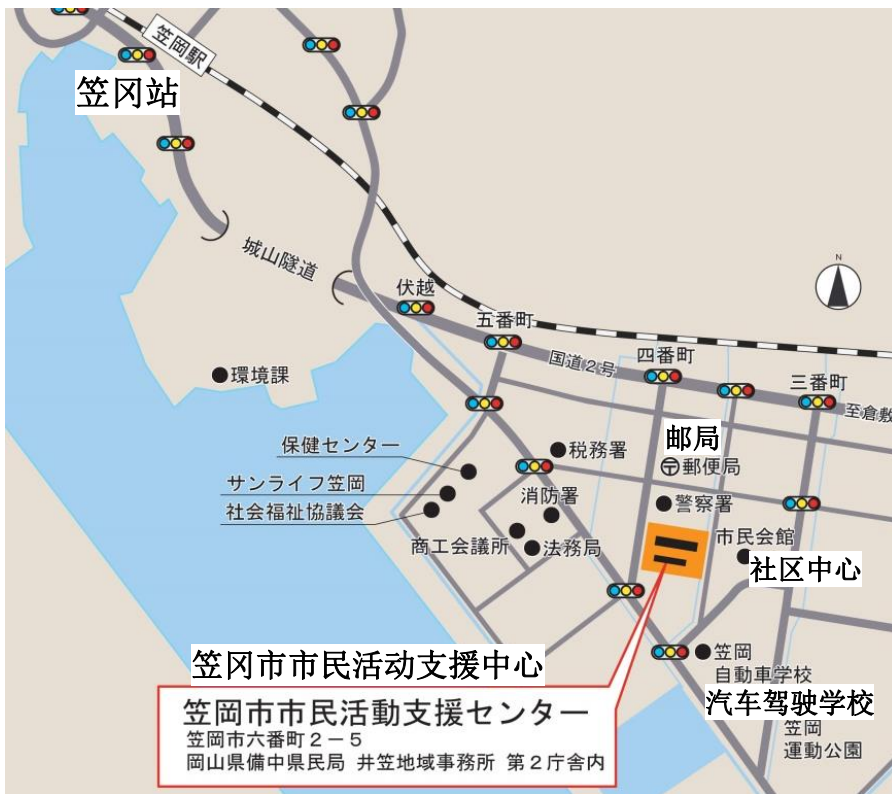 笠岡駅
笠冈站
城山隧道
N
伏越
五番町
国道2号
四番町
三番町
至倉敷
環境課
保健センター
サンライフ笠岡
社会福祉協議会
税務署
消防署
商工会議所
法務局
邮局
〒郵便局
警察署
市民会館
社区中心
笠岡
自動車学校
汽车驾驶学校
笠岡
運動公園
笠冈市市民活动支援中心
笠岡市市民活動支援センター
笠岡市六番町2-5
岡山県備中県民局 井笠地域事務所 第2庁舎内